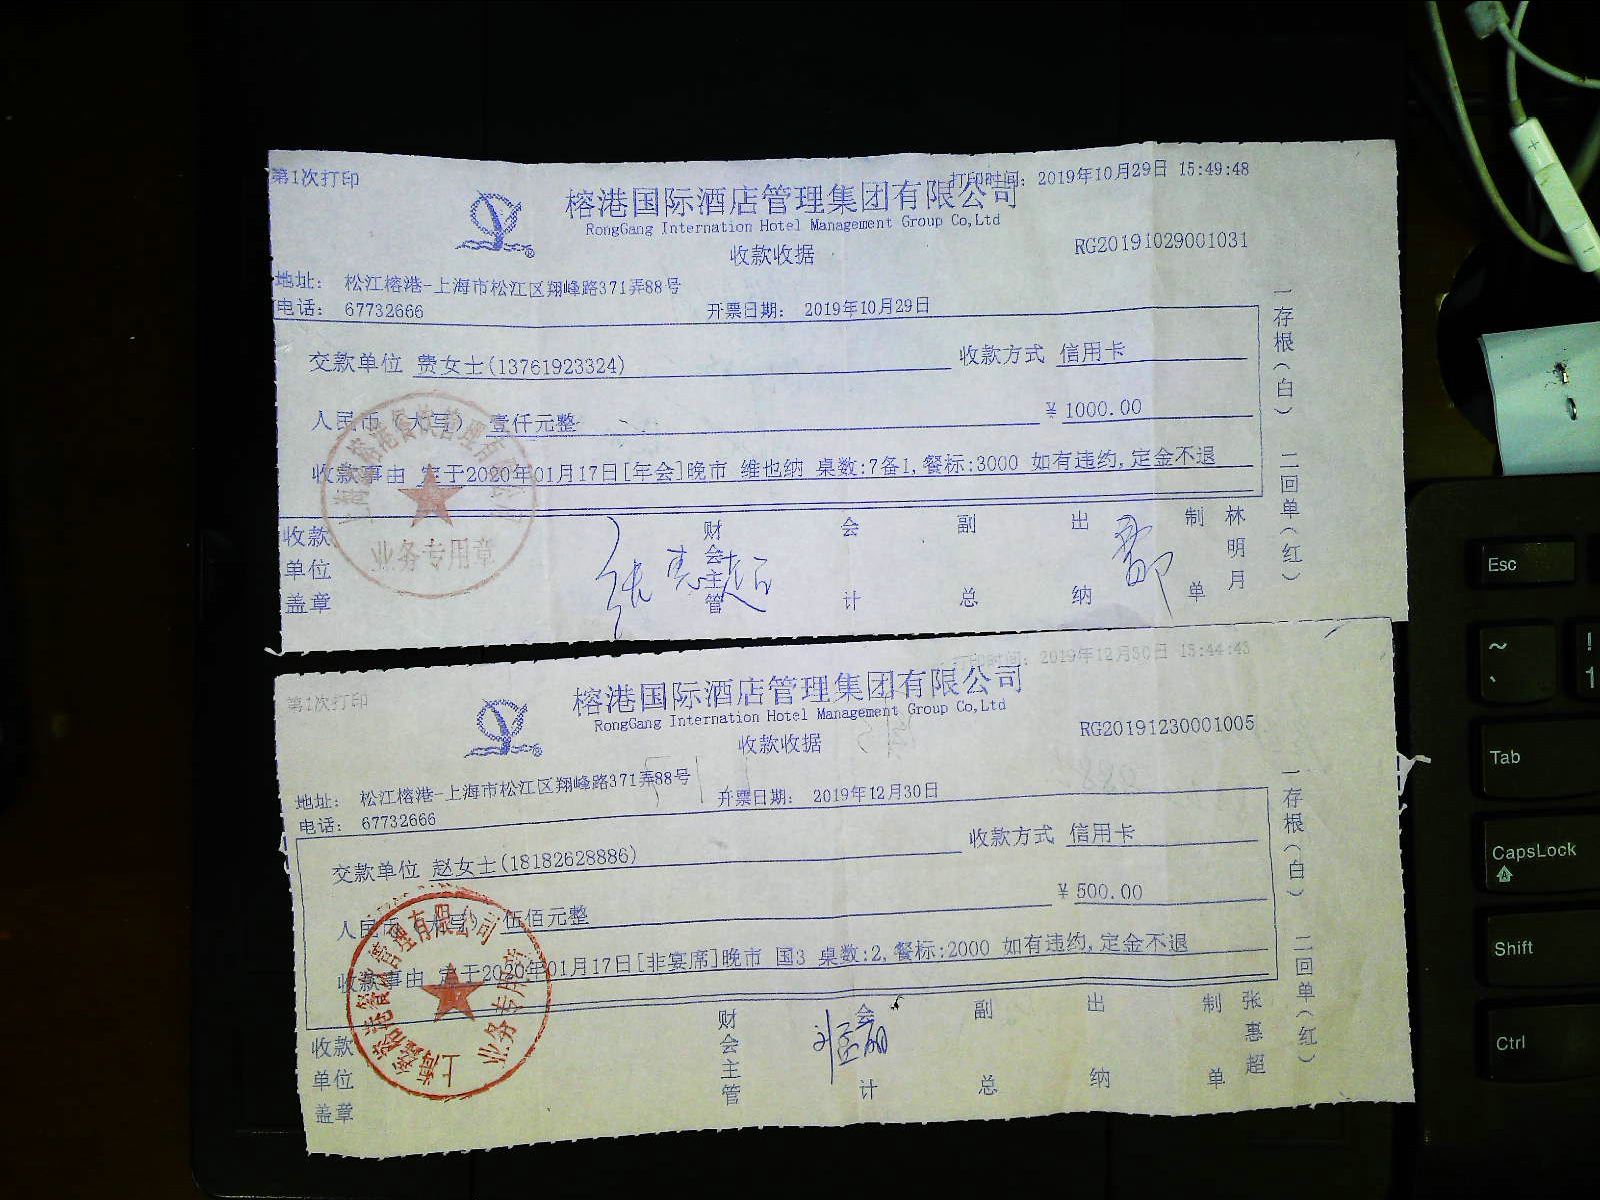 第1次打印
打印时间: 2019年10月29日 15:49:48
榕港国际酒店管理集团有限公司
RongGang Internation Hotel Management Group Co,Ltd
收款收据
RG20191029001031
地址: 松江榕港-上海市松江区翔峰路371弄88号
电话: 67732666
开票日期: 2019年10月29日
交款单位 费女士(13761923324) 收款方式 信用卡
人民币(大写) 壹仟元整 ¥ 1000.00
收款事由 定于2020年01月17日[年会]晚市 维也纳 桌数:7备1,餐标:3000 如有违约,定金不退
收款单位盖章 财会主管 会计 副总 出纳 制单 林明月
张惠超
业务专用章
一存根(白) 二回单(红)
第1次打印
打印时间: 2019年12月30日 15:44:43
榕港国际酒店管理集团有限公司
RongGang Internation Hotel Management Group Co,Ltd
收款收据
RG20191230001005
地址: 松江榕港-上海市松江区翔峰路371弄88号
电话: 67732666
开票日期: 2019年12月30日
交款单位 赵女士(18182628886) 收款方式 信用卡
人民币(大写) 伍佰元整 ¥ 500.00
收款事由 定于2020年01月17日[非宴席]晚市 国3 桌数:2,餐标:2000 如有违约,定金不退
收款单位盖章 财会主管 会计 副总 出纳 制单 张惠超
业务专用章
一存根(白) 二回单(红)
Esc
~
!
1
Tab
CapsLock
Shift
Ctrl